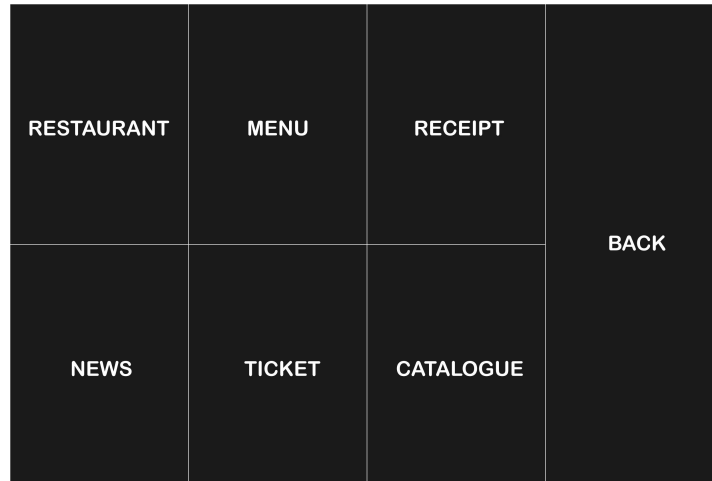 RESTAURANT
MENU
RECEIPT
BACK
NEWS
TICKET
CATALOGUE